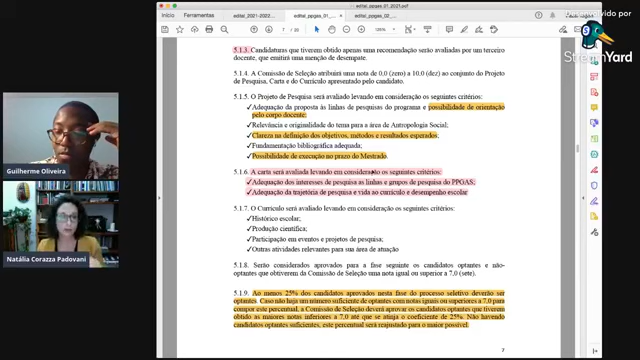 edital_ppgas_01_2021.pdf
Início Ferramentas edital_2021-2022... edital_ppgas_01_... edital_ppgas_02_...
7 / 20
StreamYard
5.1.3. Candidaturas que tiverem obtido apenas uma recomendação serão avaliadas por um terceiro
docente, que emitirá uma menção de desempate.
5.1.4. A Comissão de Seleção atribuirá uma nota de 0,0 (zero) a 10,0 (dez) ao conjunto do Projeto de
Pesquisa, Carta e do Currículo apresentado pelo candidato.
5.1.5. O Projeto de Pesquisa será avaliado levando em consideração os seguintes critérios:
✓Adequação da proposta às linhas de pesquisas do programa e possibilidade de orientação
pelo corpo docente;
✓Relevância e originalidade do tema para a área de Antropologia Social;
✓Clareza na definição dos objetivos, métodos e resultados esperados;
✓Fundamentação bibliográfica adequada;
✓Possibilidade de execução no prazo do Mestrado.
5.1.6. A carta será avaliada levando em consideração os seguintes critérios:
✓Adequação dos interesses de pesquisa às linhas e grupos de pesquisa do PPGAS;
✓Adequação da trajetória de pesquisa e vida ao currículo e desempenho escolar
5.1.7. O Currículo será avaliado levando em consideração os seguintes critérios:
✓Histórico escolar;
✓Produção científica;
✓Participação em eventos e projetos de pesquisa;
✓Outras atividades relevantes para sua área de atuação
5.1.8. Serão considerados aprovados para a fase seguinte os candidatos optantes e não-
optantes que obtiverem da Comissão de Seleção uma nota igual ou superior a 7,0 (sete).
5.1.9. Ao menos 25% dos candidatos aprovados nesta fase do processo seletivo deverão ser
optantes. Caso não haja um número suficiente de optantes com notas iguais ou superiores a 7,0 para
compor este percentual, a Comissão de Seleção deverá aprovar os candidatos optantes que tiverem
obtido as maiores notas inferiores a 7,0 até que se atinja o coeficiente de 25%. Não havendo
candidatos optantes suficientes, este percentual será reajustado para o maior possível.
7
Guilherme Oliveira
Natália Corazza Padovani